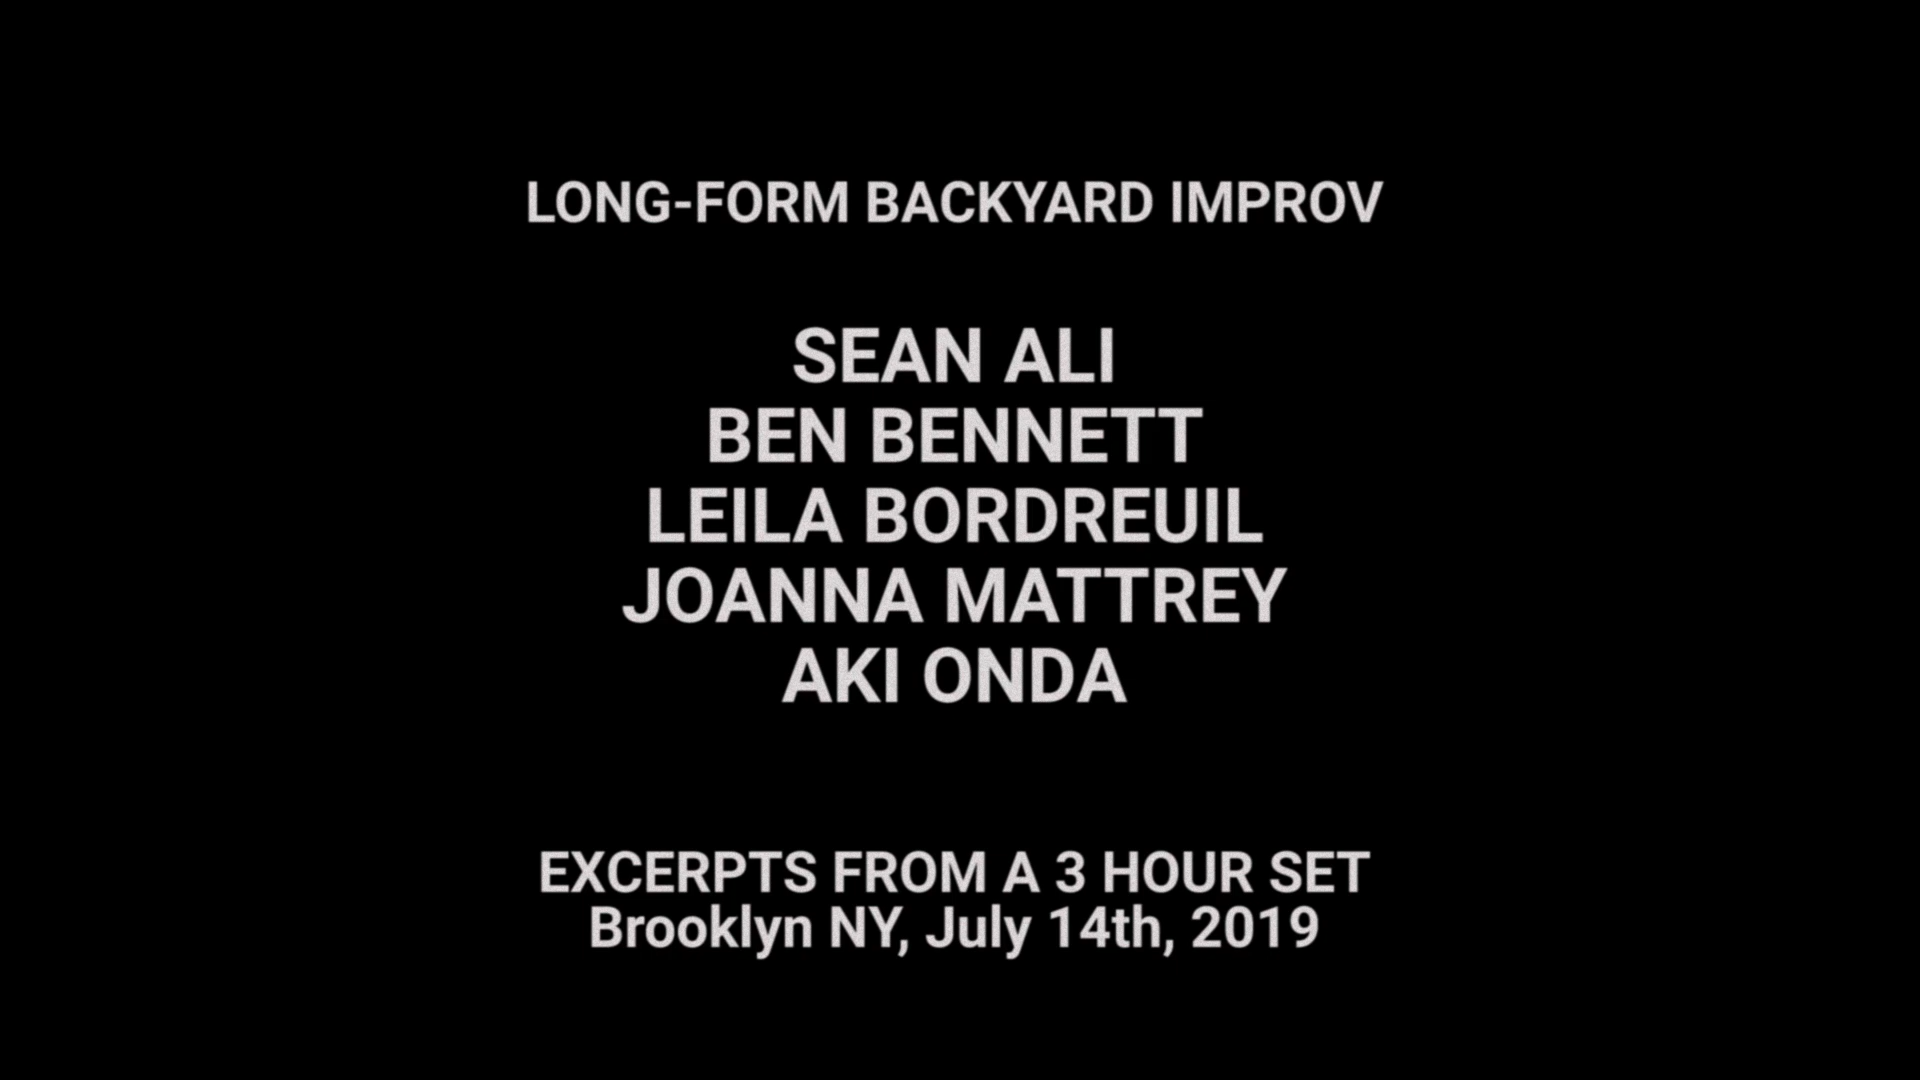 LONG-FORM BACKYARD IMPROV
SEAN ALI
BEN BENNETT
LEILA BORDREUIL
JOANNA MATTREY
AKI ONDA
EXCERPTS FROM A 3 HOUR SET
Brooklyn NY, July 14th, 2019